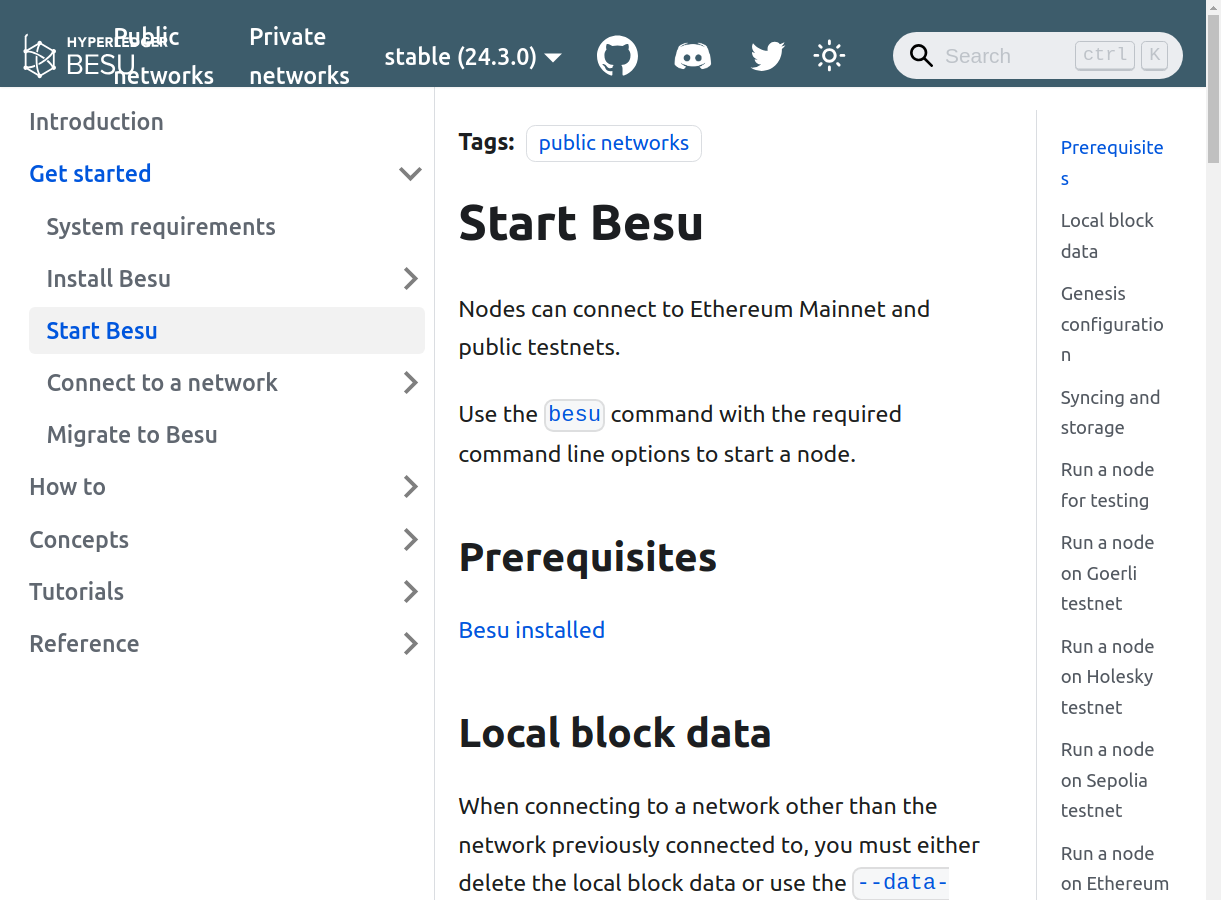 HYPERLEDGER
BESU
Public
networks
Private
networks
stable (24.3.0)
Search
ctrl
K
Introduction
Get started
System requirements
Install Besu
Start Besu
Connect to a network
Migrate to Besu
How to
Concepts
Tutorials
Reference
Tags: public networks
Start Besu
Nodes can connect to Ethereum Mainnet and
public testnets.
Use the besu command with the required
command line options to start a node.
Prerequisites
Besu installed
Local block data
When connecting to a network other than the
network previously connected to, you must either
delete the local block data or use the --data-
Prerequisite
s
Local block
data
Genesis
configuratio
n
Syncing and
storage
Run a node
for testing
Run a node
on Goerli
testnet
Run a node
on Holesky
testnet
Run a node
on Sepolia
testnet
Run a node
on Ethereum